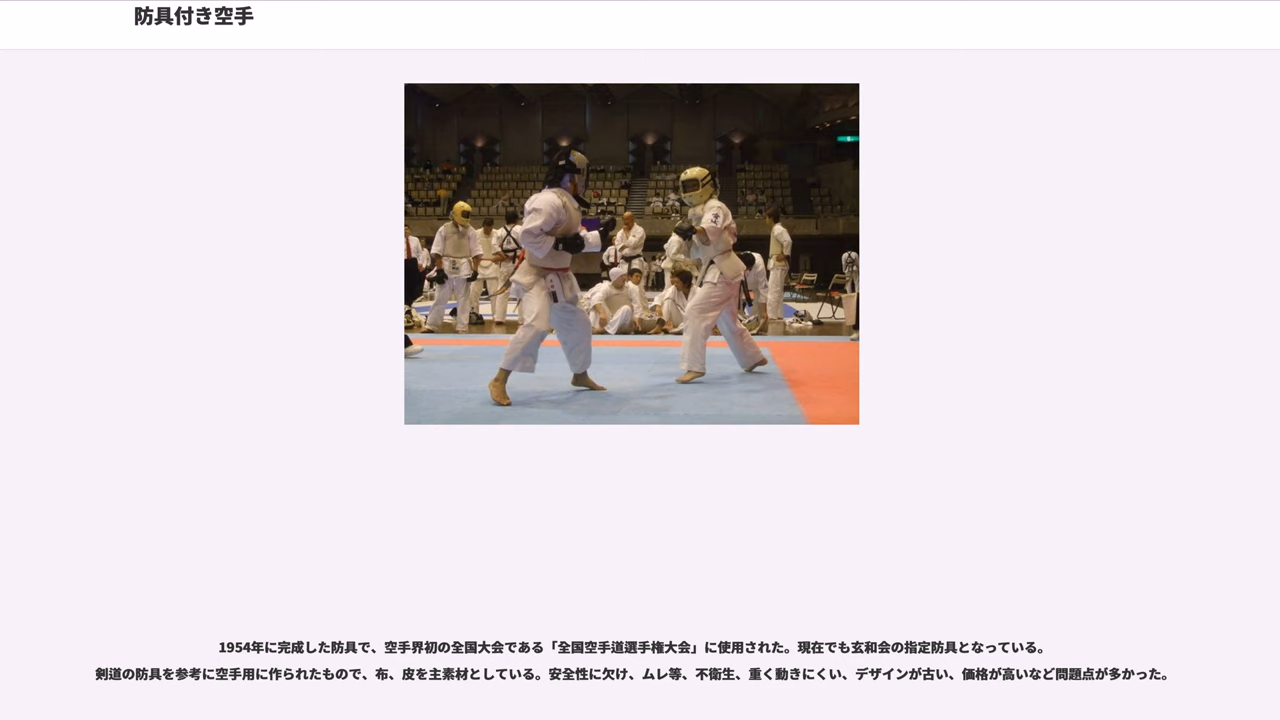 防具付き空手
1954年に完成した防具で、空手界初の全国大会である「全国空手道選手権大会」に使用された。現在でも玄和会の指定防具となっている。
剣道の防具を参考に空手用に作られたもので、布、皮を主素材としている。安全性に欠け、ムレ等、不衛生、重く動きにくい、デザインが古い、価格が高いなど問題点が多かった。